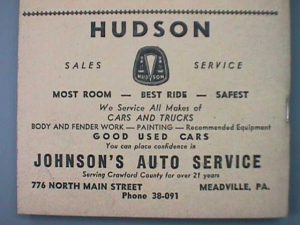 HUDSON
SALES SERVICE
HUDSON
MOST ROOM — BEST RIDE — SAFEST
We Service All Makes of
CARS AND TRUCKS
BODY AND FENDER WORK — PAINTING — Recommended Equipment
GOOD USED CARS
You can place confidence in
JOHNSON'S AUTO SERVICE
Serving Crawford County for over 21 years
776 NORTH MAIN STREET MEADVILLE, PA.
Phone 38-091